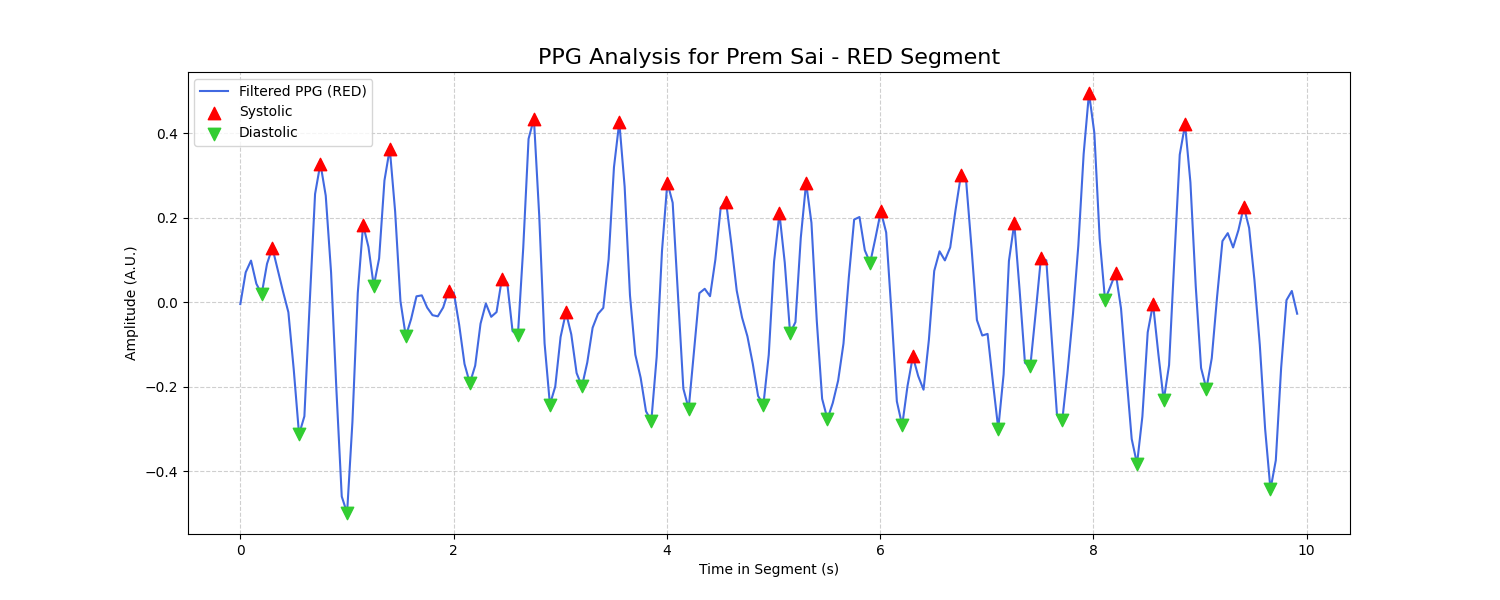 PPG Analysis for Prem Sai - RED Segment
Filtered PPG (RED)
Systolic
Diastolic
Amplitude (A.U.)
0.4
0.2
0.0
−0.2
−0.4
0 2 4 6 8 10
Time in Segment (s)